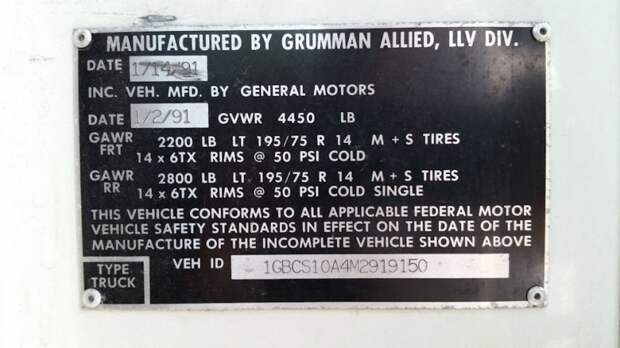 MANUFACTURED BY GRUMMAN ALLIED, LLV DIV.
DATE 1/14/91
INC. VEH. MFD. BY GENERAL MOTORS
DATE 1/2/91 GVWR 4450 LB
GAWR FRT 2200 LB LT 195/75 R 14 M + S TIRES
14 x 6TX RIMS @ 50 PSI COLD
GAWR RR 2800 LB LT 195/75 R 14 M + S TIRES
14 x 6TX RIMS @ 50 PSI COLD SINGLE
THIS VEHICLE CONFORMS TO ALL APPLICABLE FEDERAL MOTOR
VEHICLE SAFETY STANDARDS IN EFFECT ON THE DATE OF THE
MANUFACTURE OF THE INCOMPLETE VEHICLE SHOWN ABOVE
VEH ID 1GBCS10A4M2919150
TYPE
TRUCK